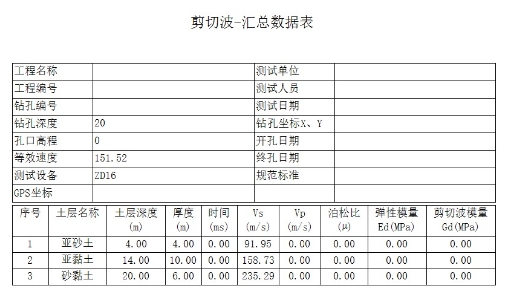 剪切波-汇总数据表
工程名称 测试单位
工程编号 测试人员
钻孔编号 测试日期
钻孔深度 20 钻孔坐标X、Y
孔口高程 0 开孔日期
等效速度 151.52 终孔日期
测试设备 ZD16 规范标准
GPS坐标
序号 土层名称 土层深度(m) 厚度(m) 时间(ms) Vs(m/s) Vp(m/s) 泊松比(μ) 弹性模量Ed(MPa) 剪切波模量Gd(MPa)
1 亚砂土 4.00 4.00 0.00 91.95 0.00 0.00 0.00 0.00
2 亚黏土 14.00 10.00 0.00 158.73 0.00 0.00 0.00 0.00
3 砂黏土 20.00 6.00 0.00 235.29 0.00 0.00 0.00 0.00